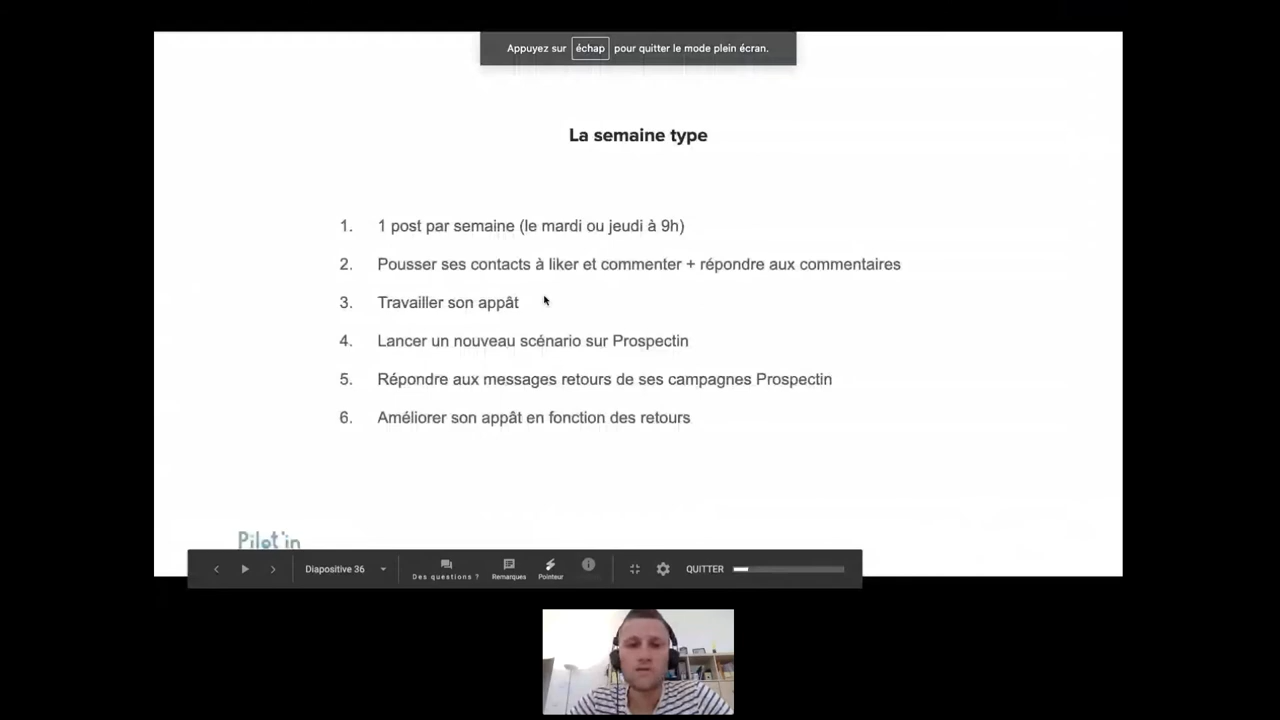 Appuyez sur échap pour quitter le mode plein écran.
La semaine type
1. 1 post par semaine (le mardi ou jeudi à 9h)
2. Pousser ses contacts à liker et commenter + répondre aux commentaires
3. Travailler son appât
4. Lancer un nouveau scénario sur Prospectin
5. Répondre aux messages retours de ses campagnes Prospectin
6. Améliorer son appât en fonction des retours
Pilot'in
Diapositive 36 Des questions ? Remarques Pointeur QUITTER